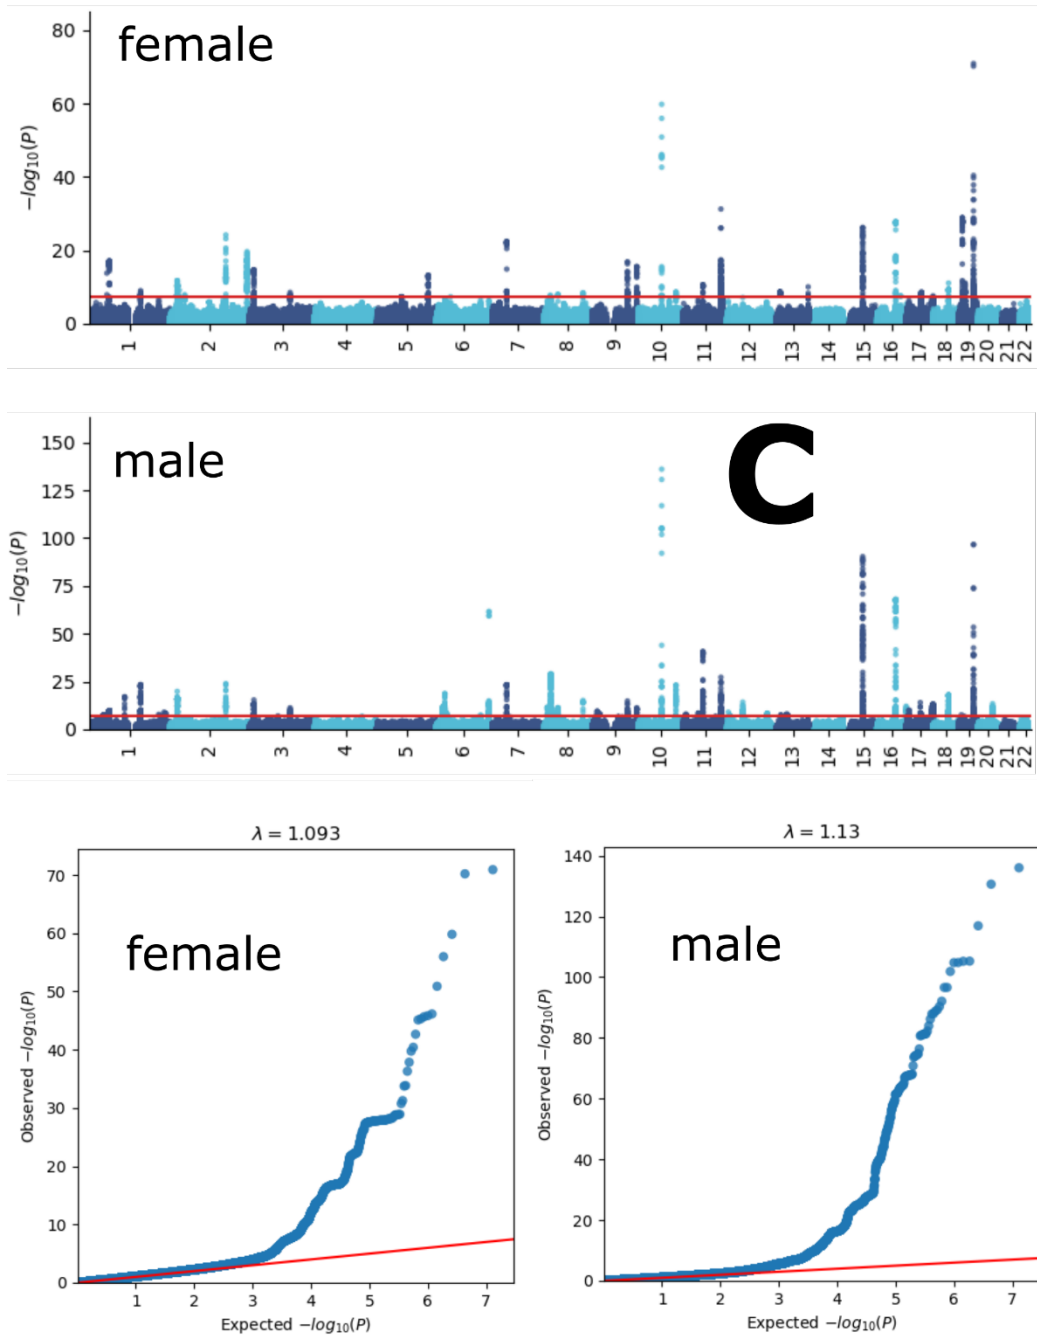 female
80
60
40
20
0
−log₁₀(P)
1 2 3 4 5 6 7 8 9 10 11 12 13 14 15 16 17 18 19 20 21 22
male
C
150
125
100
75
50
25
0
−log₁₀(P)
1 2 3 4 5 6 7 8 9 10 11 12 13 14 15 16 17 18 19 20 21 22
λ = 1.093
female
70
60
50
40
30
20
10
0
Observed −log₁₀(P)
1 2 3 4 5 6 7
Expected −log₁₀(P)
λ = 1.13
male
140
120
100
80
60
40
20
0
Observed −log₁₀(P)
1 2 3 4 5 6 7
Expected −log₁₀(P)